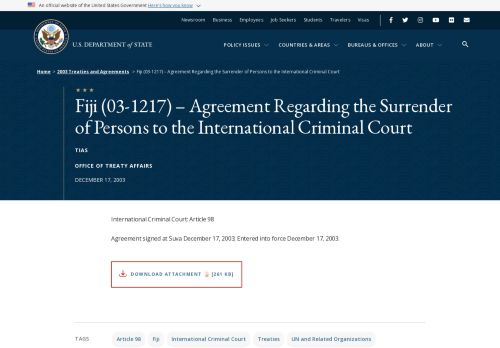 An official website of the United States Government Here's how you know
Newsroom Business Employees Job Seekers Students Travelers Visas
U.S. DEPARTMENT of STATE
POLICY ISSUES COUNTRIES & AREAS BUREAUS & OFFICES ABOUT
Home > 2003 Treaties and Agreements > Fiji (03-1217) – Agreement Regarding the Surrender of Persons to the International Criminal Court
Fiji (03-1217) – Agreement Regarding the Surrender
of Persons to the International Criminal Court
TIAS
OFFICE OF TREATY AFFAIRS
DECEMBER 17, 2003
International Criminal Court: Article 98
Agreement signed at Suva December 17, 2003; Entered into force December 17, 2003.
DOWNLOAD ATTACHMENT [261 KB]
TAGS Article 98 Fiji International Criminal Court Treaties UN and Related Organizations